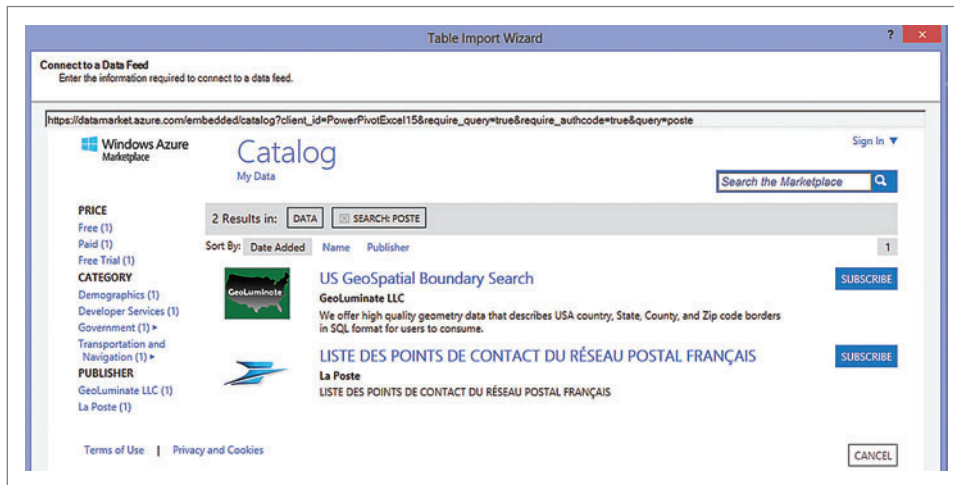 Table Import Wizard
?
×
Connect to a Data Feed
Enter the information required to connect to a data feed.
https://datamarket.azure.com/embedded/catalog?client_id=PowerPivotExcel15&require_query=true&require_authcode=true&query=poste
Windows Azure
Marketplace
Catalog
My Data
Sign In ▼
Search the Marketplace
PRICE
Free (1)
Paid (1)
Free Trial (1)
CATEGORY
Demographics (1)
Developer Services (1)
Government (1) ▸
Transportation and
Navigation (1) ▸
PUBLISHER
GeoLuminate LLC (1)
La Poste (1)
2 Results in: DATA SEARCH: POSTE
Sort By: Date Added Name Publisher 1
GeoLuminate
US GeoSpatial Boundary Search
GeoLuminate LLC
We offer high quality geometry data that describes USA country, State, County, and Zip code borders
in SQL format for users to consume.
SUBSCRIBE
LISTE DES POINTS DE CONTACT DU RÉSEAU POSTAL FRANÇAIS
La Poste
LISTE DES POINTS DE CONTACT DU RÉSEAU POSTAL FRANÇAIS
SUBSCRIBE
Terms of Use | Privacy and Cookies
CANCEL